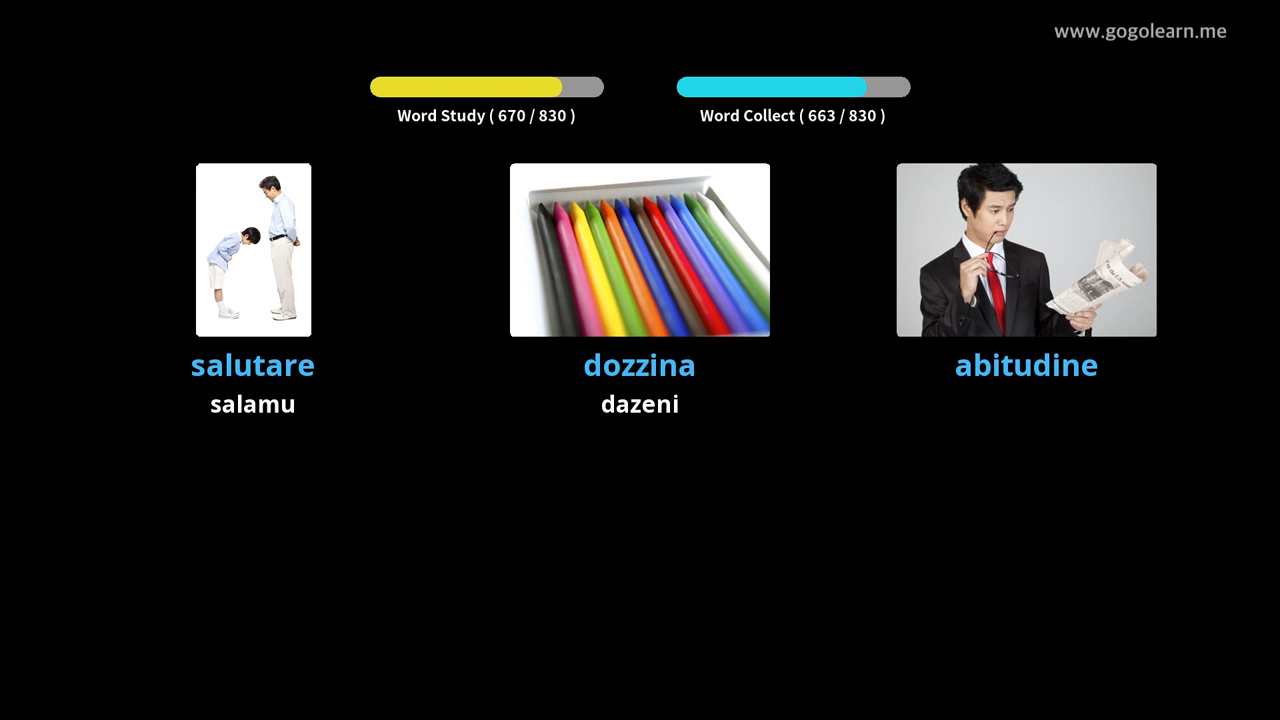 www.gogolearn.me
Word Study ( 670 / 830 )
Word Collect ( 663 / 830 )
salutare
salamu
dozzina
dazeni
abitudine